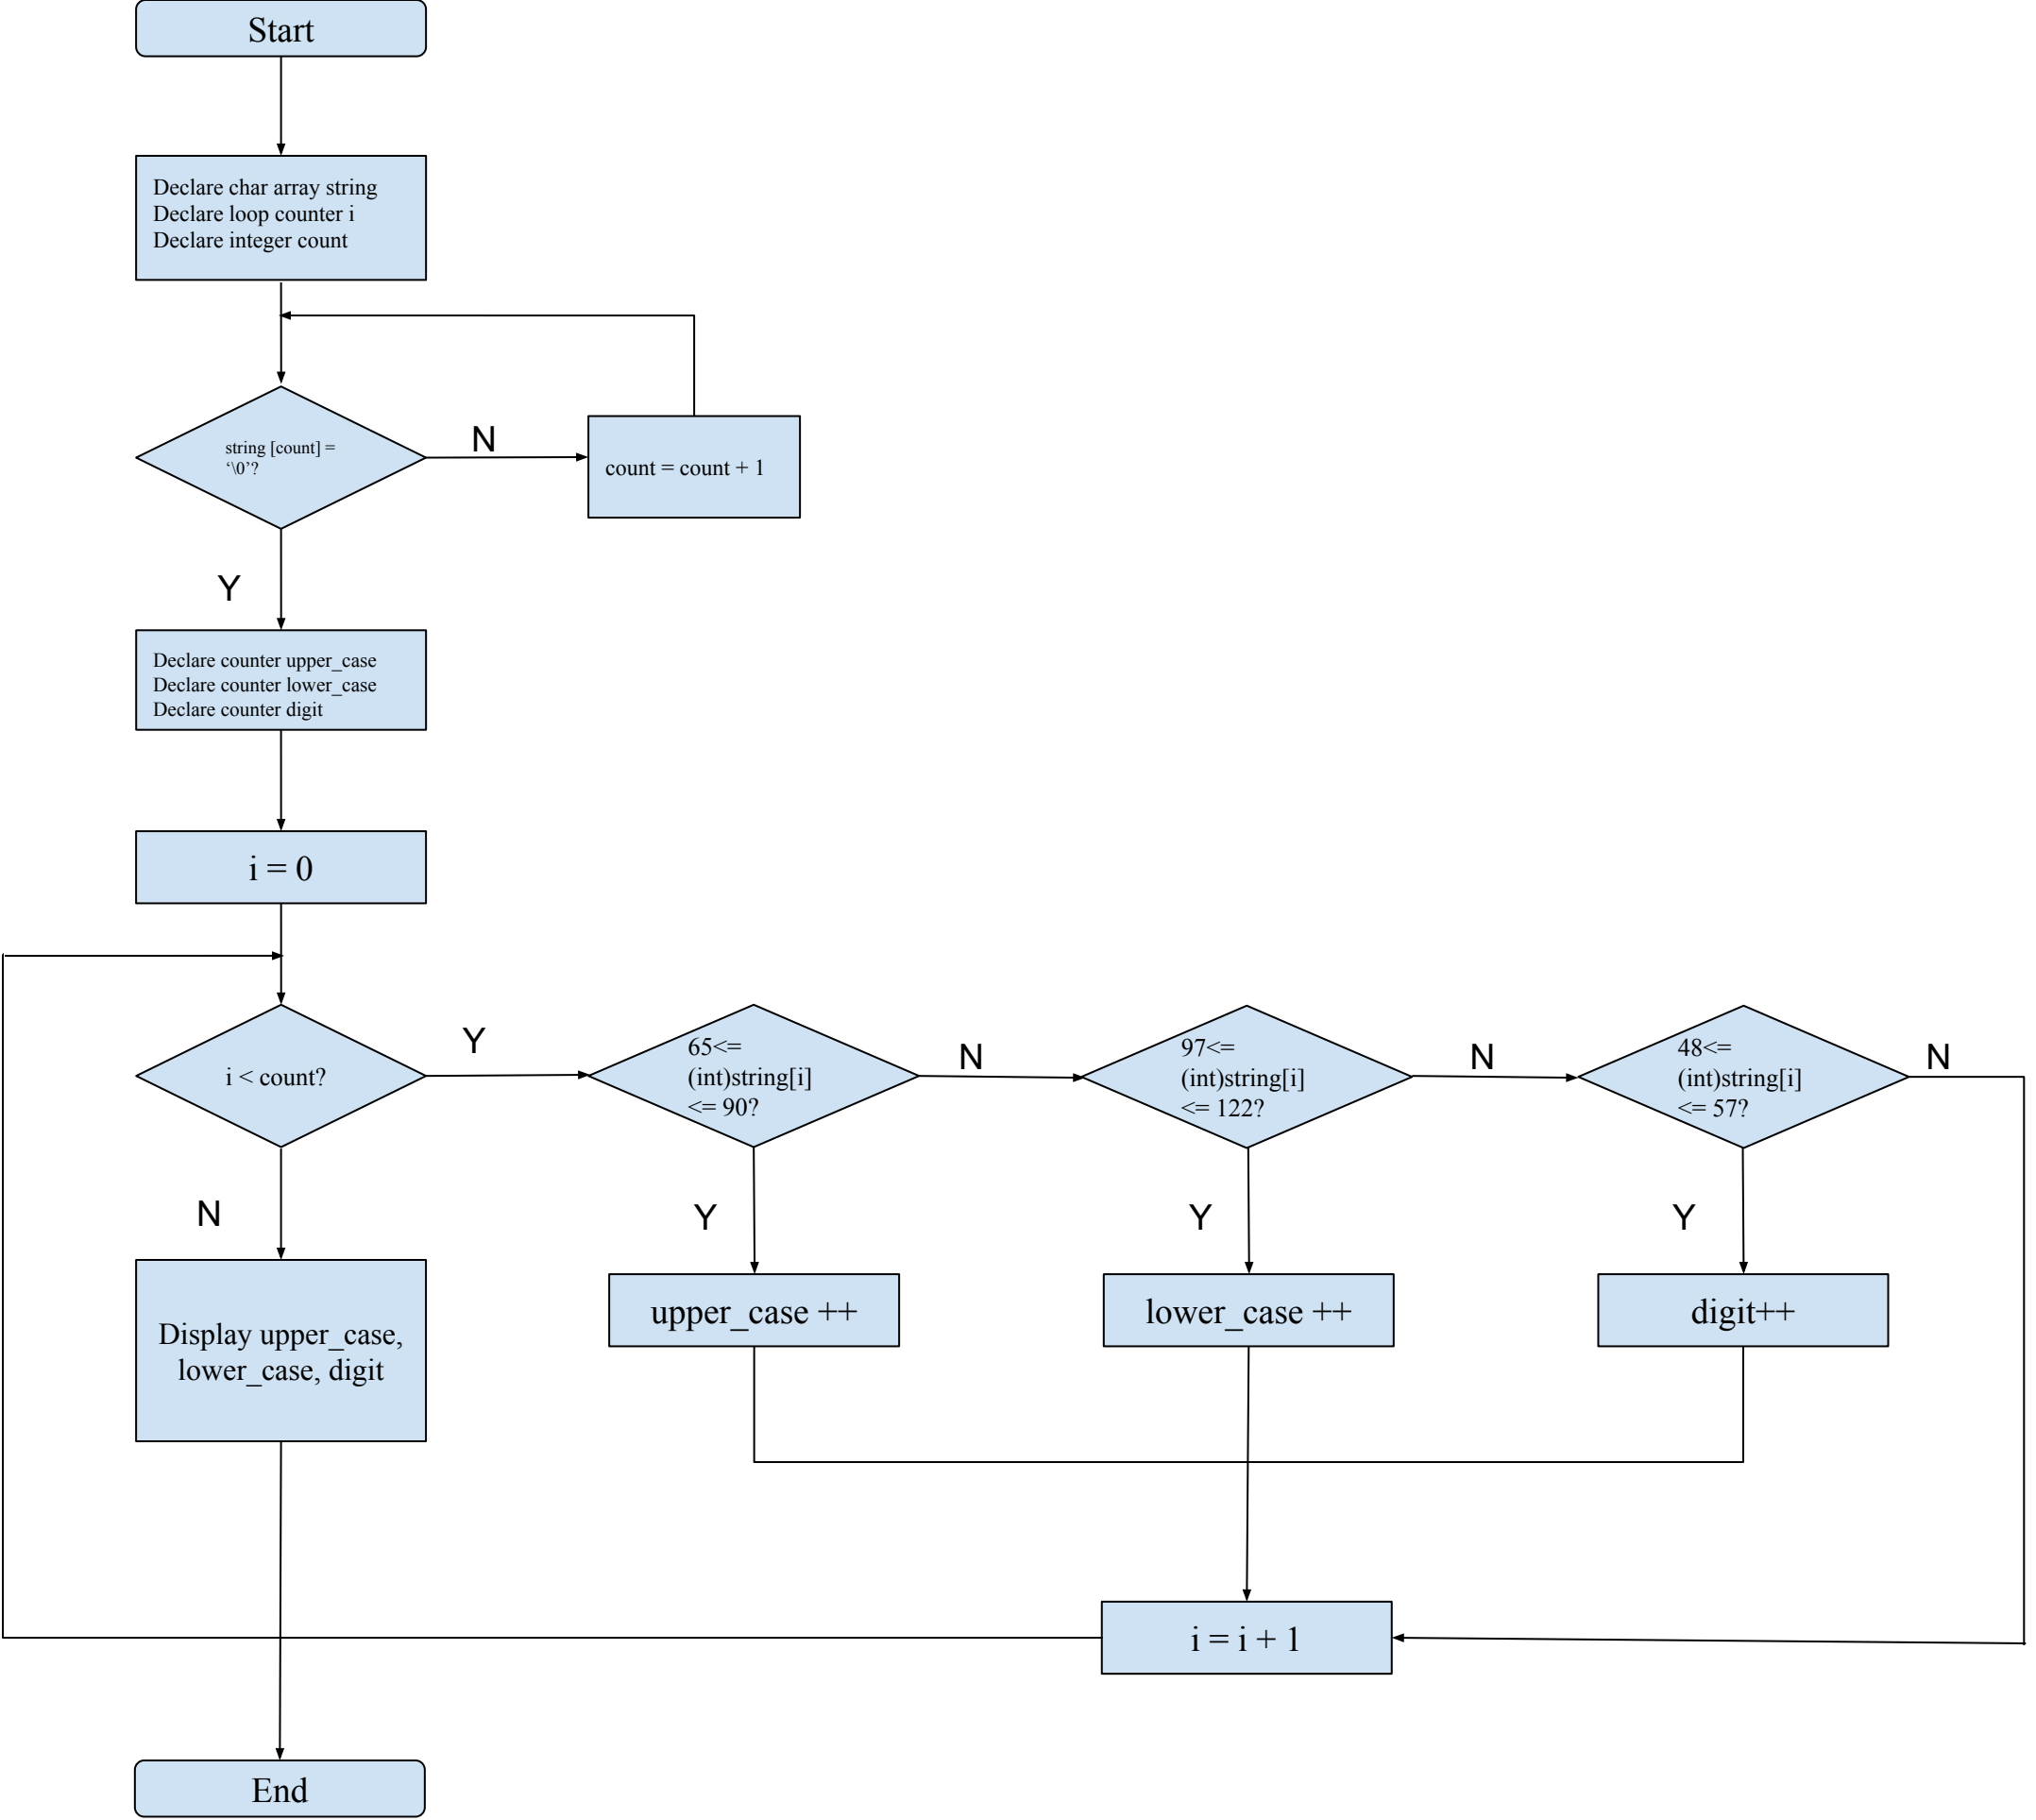 Start
Declare char array string
Declare loop counter i
Declare integer count
string [count] =
‘\0’?
N
count = count + 1
Y
Declare counter upper_case
Declare counter lower_case
Declare counter digit
i = 0
i < count?
Y
65<=
(int)string[i]
<= 90?
N
97<=
(int)string[i]
<= 122?
N
48<=
(int)string[i]
<= 57?
N
N
Y
Y
Y
Display upper_case,
lower_case, digit
upper_case ++
lower_case ++
digit++
i = i + 1
End